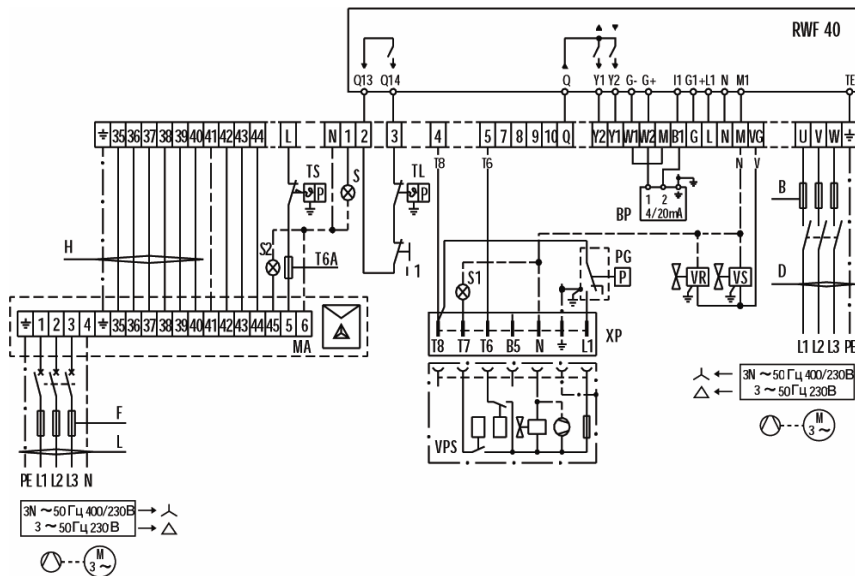 RWF 40
Q13 Q14 Q Y1 Y2 G- G+ I1 G1+ L1 N M1 TE
35 36 37 38 39 40 41 42 43 44 L N 1 2 3 4 5 7 8 9 10 Q Y2 Y1 W1 W2 M B1 G L N M VG U V W
T8 T6 N V
TS S TL
P P
1 2
4/20mA
BP
B
H
S2
T6A
1
S1
PG
P
VR VS
D
35 36 37 38 39 40 41 42 43 44 45 5 6
1 2 3 4
MA
T8 T7 T6 B5 N L1
XP
L1 L2 L3 PE
3N ~ 50 Гц 400/230В
3 ~ 50 Гц 230В
M
3 ~
VPS
F
L
PE L1 L2 L3 N
3N ~ 50 Гц 400/230В
3 ~ 50 Гц 230В
M
3 ~